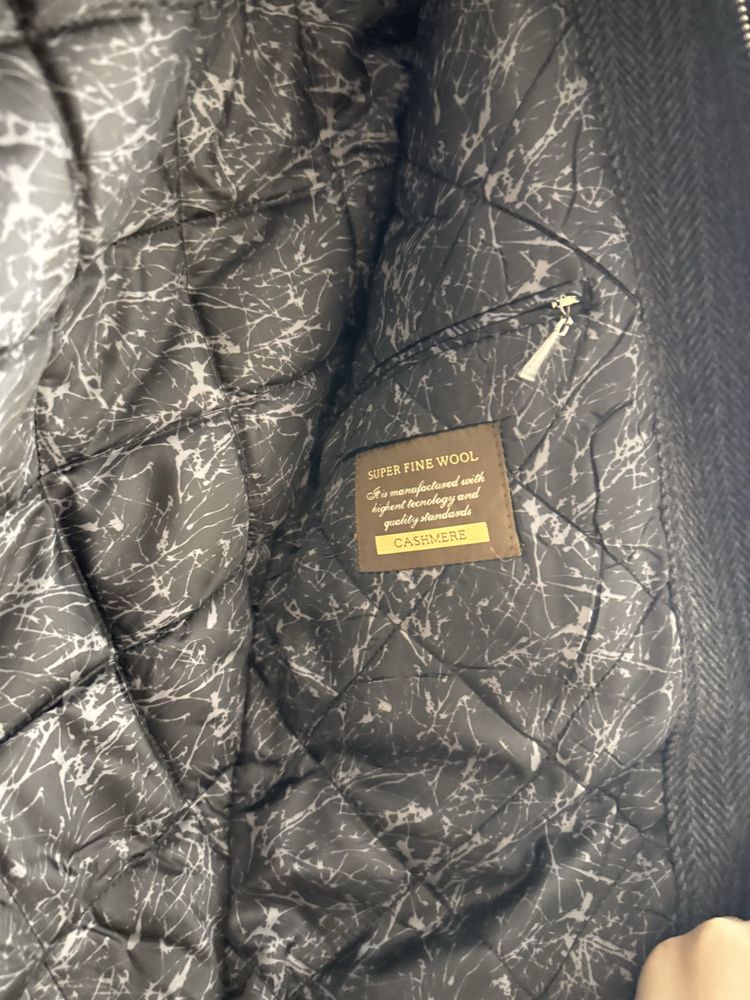 SUPER FINE WOOL
It is manufactured with
highent tecnology and
quality standards
CASHMERE